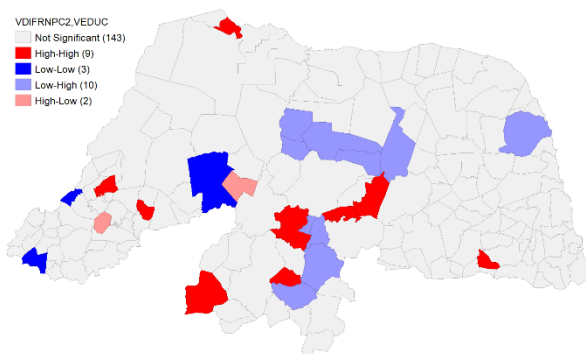 VDIFRNPC2,VEDUC
Not Significant (143)
High-High (9)
Low-Low (3)
Low-High (10)
High-Low (2)